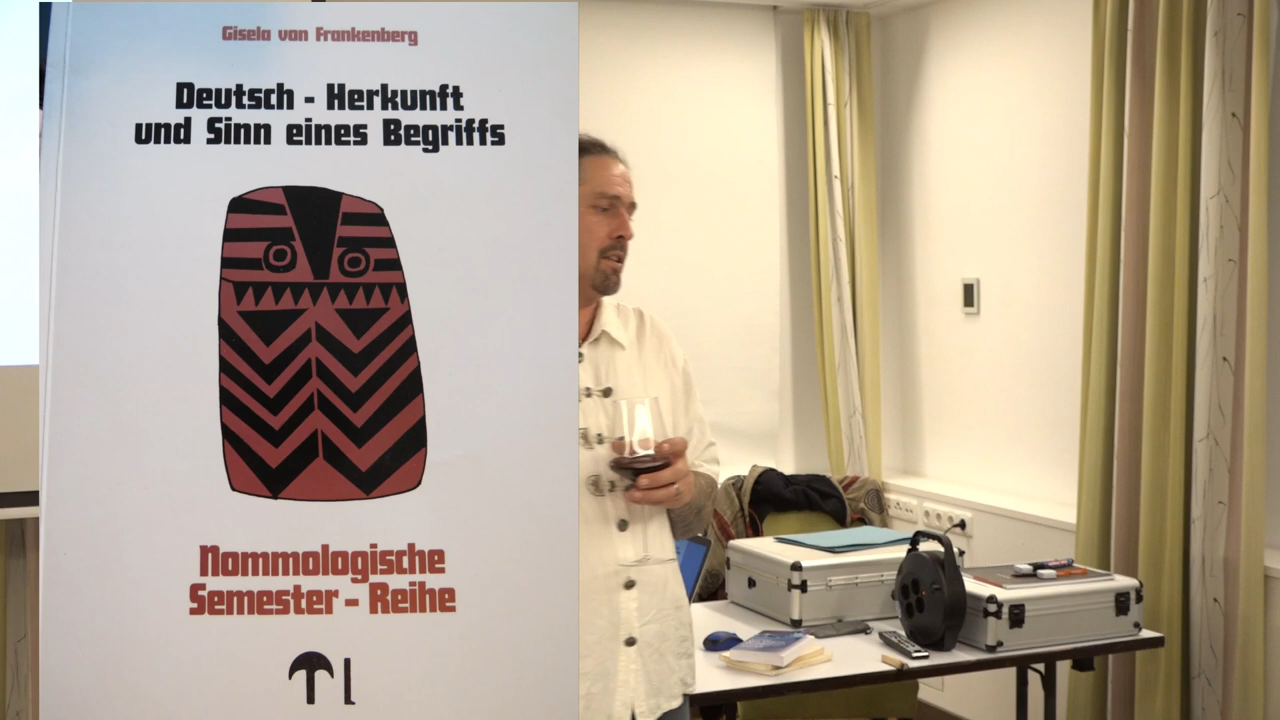 Gisela von Frankenberg
Deutsch - Herkunft
und Sinn eines Begriffs
Nommologische
Semester - Reihe